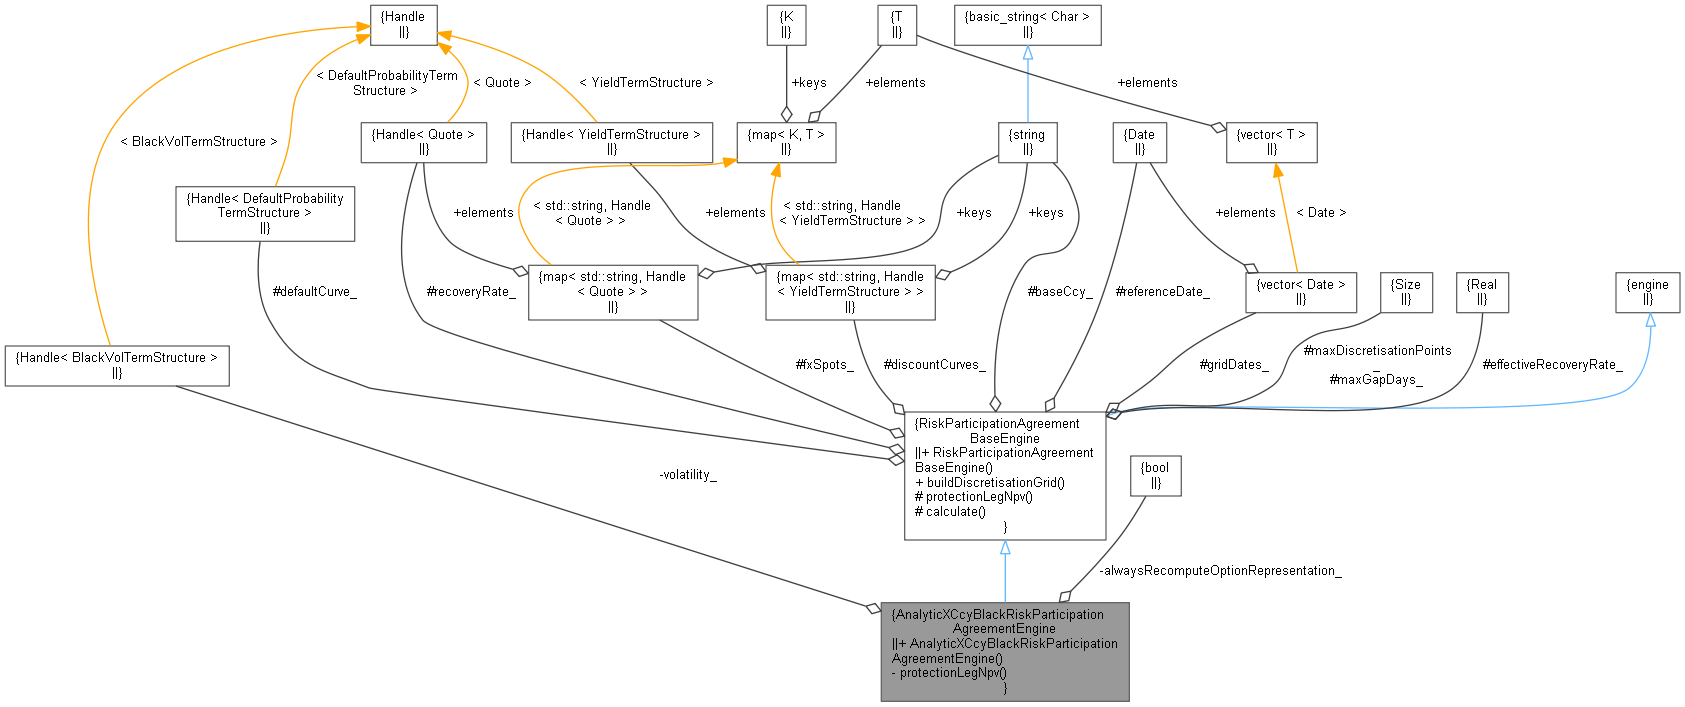 {Handle
||}
{K
||}
{T
||}
{basic_string< Char >
||}
< DefaultProbabilityTerm
Structure >
< Quote >
< YieldTermStructure >
+keys
+elements
+elements
< BlackVolTermStructure >
{Handle< Quote >
||}
{Handle< YieldTermStructure >
||}
{map< K, T >
||}
{string
||}
{Date
||}
{vector< T >
||}
{Handle< DefaultProbability
TermStructure >
||}
+elements
< std::string, Handle
< Quote > >
+elements
< std::string, Handle
< YieldTermStructure > >
+keys
+keys
+elements
< Date >
#defaultCurve_
#recoveryRate_
{map< std::string, Handle
< Quote > >
||}
{map< std::string, Handle
< YieldTermStructure > >
||}
#baseCcy_
#referenceDate_
{vector< Date >
||}
{Size
||}
{Real
||}
{engine
||}
{Handle< BlackVolTermStructure >
||}
#fxSpots_
#discountCurves_
#gridDates_
#maxDiscretisationPoints
_
#maxGapDays_
#effectiveRecoveryRate_
-volatility_
{RiskParticipationAgreement
BaseEngine
||+ RiskParticipationAgreement
BaseEngine()
+ buildDiscretisationGrid()
# protectionLegNpv()
# calculate()
}
{bool
||}
-alwaysRecomputeOptionRepresentation_
{AnalyticXCcyBlackRiskParticipation
AgreementEngine
||+ AnalyticXCcyBlackRiskParticipation
AgreementEngine()
- protectionLegNpv()
}